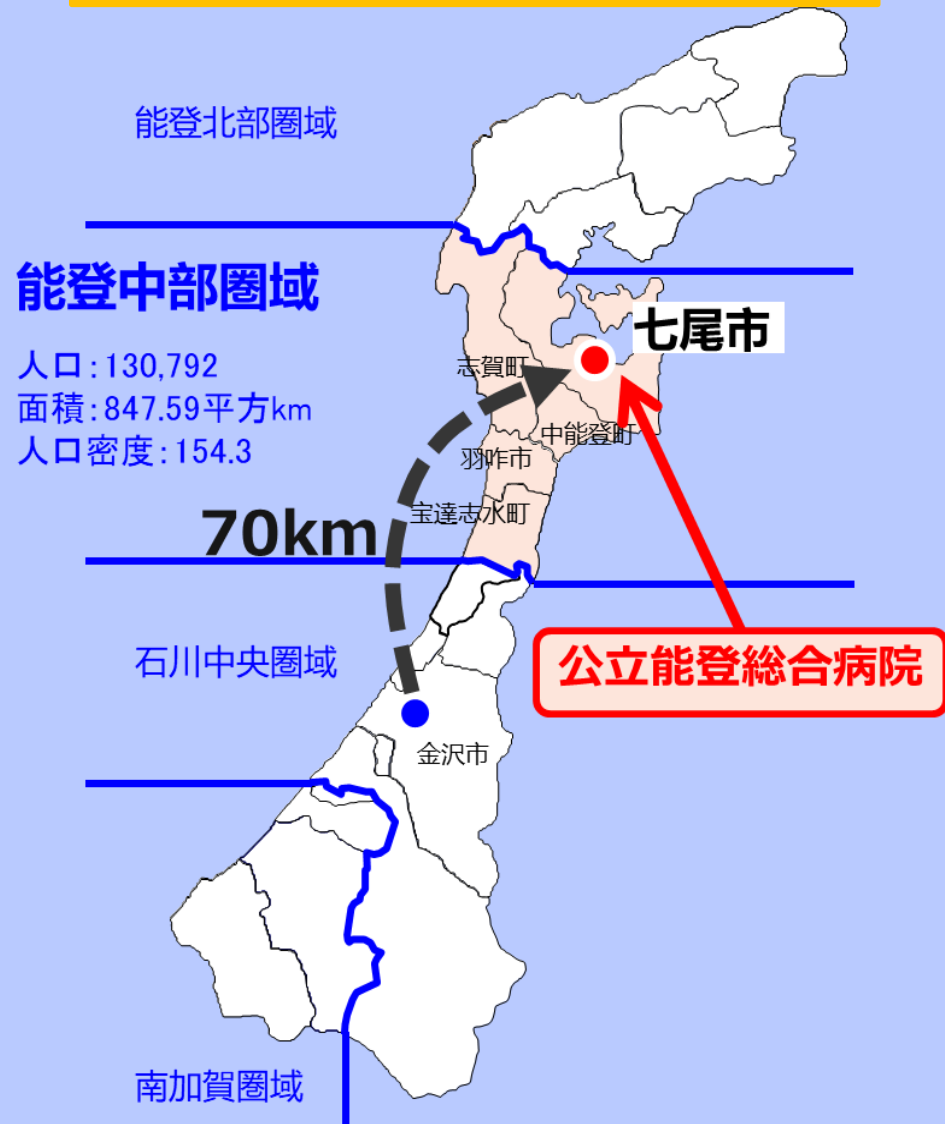 能登北部圏域
能登中部圏域
人口:130,792
面積:847.59平方km
人口密度:154.3
七尾市
志賀町
中能登町
羽咋市
宝達志水町
70km
石川中央圏域
公立能登総合病院
金沢市
南加賀圏域